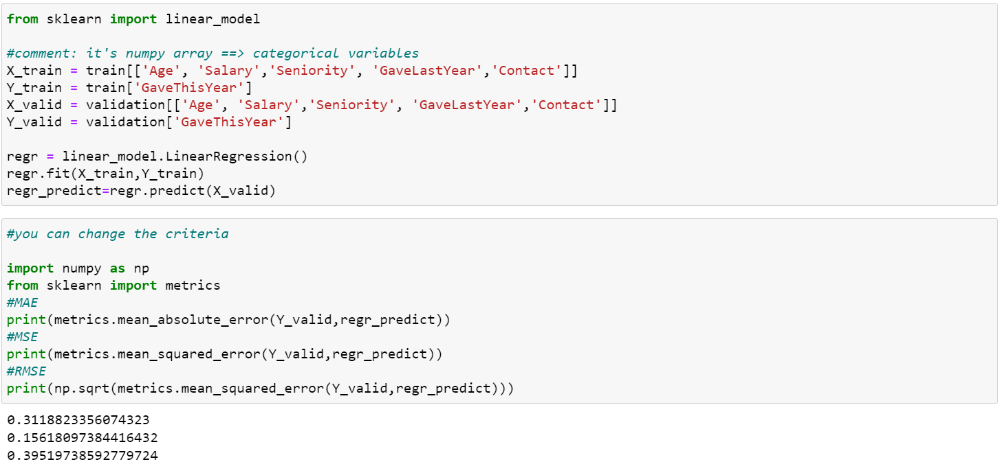 from sklearn import linear_model
#comment: it's numpy array ==> categorical variables
X_train = train[['Age', 'Salary','Seniority', 'GaveLastYear','Contact']]
Y_train = train['GaveThisYear']
X_valid = validation[['Age', 'Salary','Seniority', 'GaveLastYear','Contact']]
Y_valid = validation['GaveThisYear']
regr = linear_model.LinearRegression()
regr.fit(X_train,Y_train)
regr_predict=regr.predict(X_valid)
#you can change the criteria
import numpy as np
from sklearn import metrics
#MAE
print(metrics.mean_absolute_error(Y_valid,regr_predict))
#MSE
print(metrics.mean_squared_error(Y_valid,regr_predict))
#RMSE
print(np.sqrt(metrics.mean_squared_error(Y_valid,regr_predict)))
0.3118823356074323
0.15618097384416432
0.39519738592779724